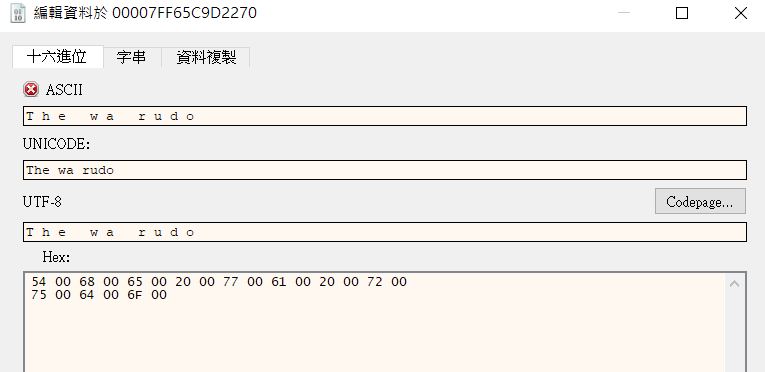 編輯資料於 00007FF65C9D2270
十六進位 字串 資料複製
ASCII
T h e   w a   r u d o
UNICODE:
The wa rudo
UTF-8
Codepage...
T h e   w a   r u d o
Hex:
54 00 68 00 65 00 20 00 77 00 61 00 20 00 72 00
75 00 64 00 6F 00